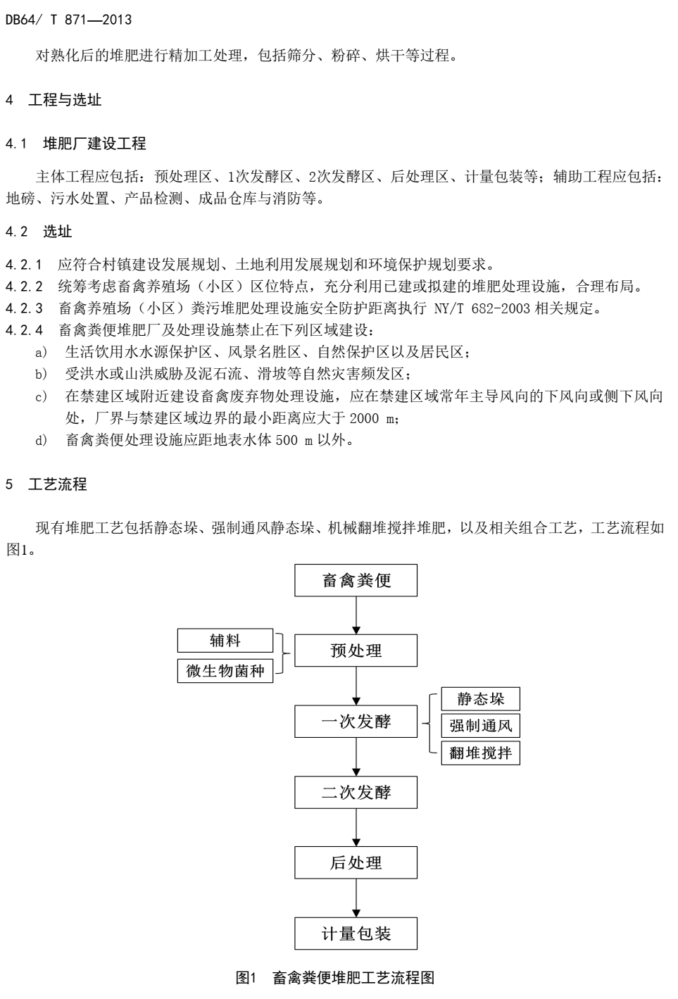 DB64/ T 871—2013
对熟化后的堆肥进行精加工处理，包括筛分、粉碎、烘干等过程。
4 工程与选址
4.1 堆肥厂建设工程
主体工程应包括：预处理区、1次发酵区、2次发酵区、后处理区、计量包装等；辅助工程应包括：
地磅、污水处置、产品检测、成品仓库与消防等。
4.2 选址
4.2.1 应符合村镇建设发展规划、土地利用发展规划和环境保护规划要求。
4.2.2 统筹考虑畜禽养殖场（小区）区位特点，充分利用已建或拟建的堆肥处理设施，合理布局。
4.2.3 畜禽养殖场（小区）粪污堆肥处理设施安全防护距离执行 NY/T 682-2003 相关规定。
4.2.4 畜禽粪便堆肥厂及处理设施禁止在下列区域建设：
a) 生活饮用水水源保护区、风景名胜区、自然保护区以及居民区；
b) 受洪水或山洪威胁及泥石流、滑坡等自然灾害频发区；
c) 在禁建区域附近建设畜禽废弃物处理设施，应在禁建区域常年主导风向的下风向或侧下风向
处，厂界与禁建区域边界的最小距离应大于 2000 m；
d) 畜禽粪便处理设施应距地表水体 500 m 以外。
5 工艺流程
现有堆肥工艺包括静态垛、强制通风静态垛、机械翻堆搅拌堆肥，以及相关组合工艺，工艺流程如
图1。
畜禽粪便
辅料
微生物菌种
预处理
一次发酵
静态垛
强制通风
翻堆搅拌
二次发酵
后处理
计量包装
图1 畜禽粪便堆肥工艺流程图